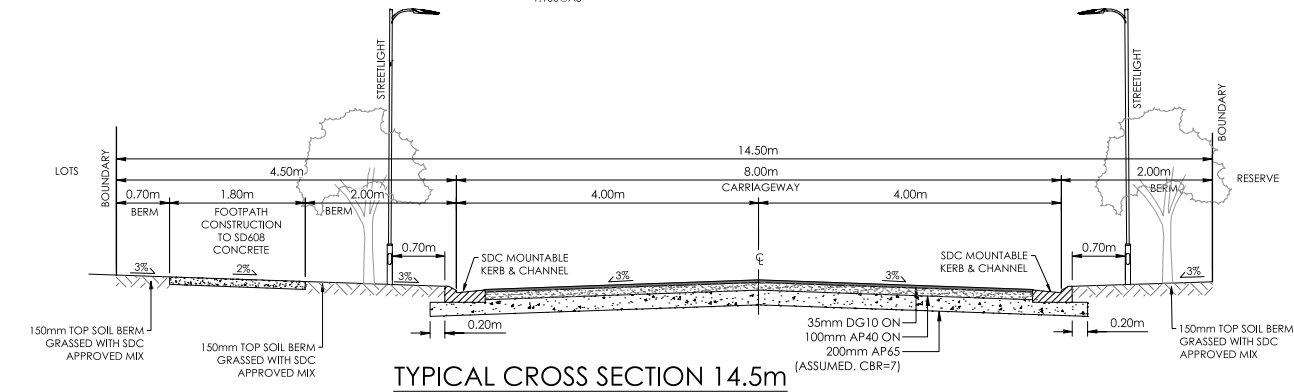 STREETLIGHT
STREETLIGHT
BOUNDARY
14.50m
LOTS
BOUNDARY
4.50m
8.00m
2.00m
RESERVE
CARRIAGEWAY
BERM
0.70m
1.80m
2.00m
4.00m
4.00m
BERM
FOOTPATH
CONSTRUCTION
TO SD608
CONCRETE
BERM
0.70m
SDC MOUNTABLE
KERB & CHANNEL
℄
SDC MOUNTABLE
KERB & CHANNEL
0.70m
3%
2%
3%
3%
3%
3%
150mm TOP SOIL BERM
GRASSED WITH SDC
APPROVED MIX
150mm TOP SOIL BERM
GRASSED WITH SDC
APPROVED MIX
0.20m
35mm DG10 ON
100mm AP40 ON
200mm AP65
(ASSUMED. CBR=7)
0.20m
150mm TOP SOIL BERM
GRASSED WITH SDC
APPROVED MIX
TYPICAL CROSS SECTION 14.5m